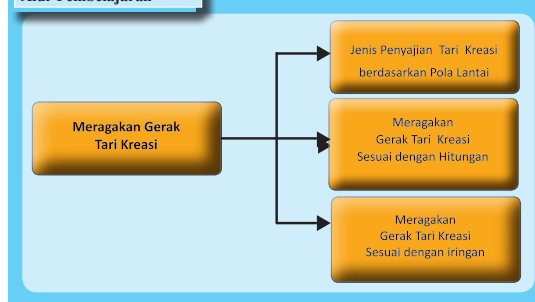 Meragakan Gerak
Tari Kreasi
Jenis Penyajian Tari Kreasi
berdasarkan Pola Lantai
Meragakan
Gerak Tari Kreasi
Sesuai dengan Hitungan
Meragakan
Gerak Tari Kreasi
Sesuai dengan iringan